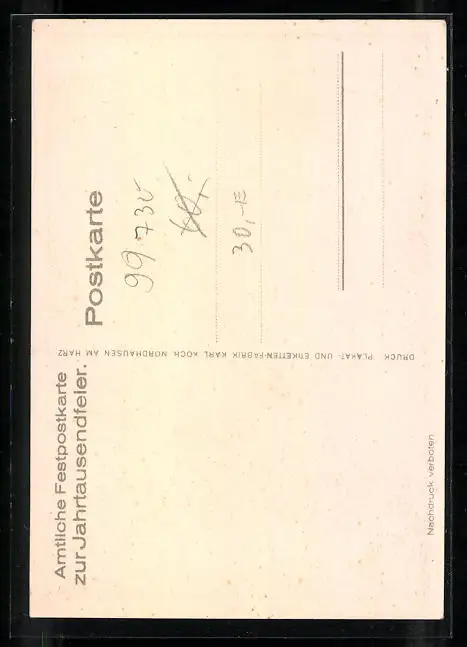 Amtliche Festpostkarte
zur Jahrtausendfeier.
Postkarte
99730
60,-
30,-E
DRUCK PLAKAT- UND ETIKETTEN-FABRIK KARL KOCH NORDHAUSEN AM HARZ
Nachdruck verboten